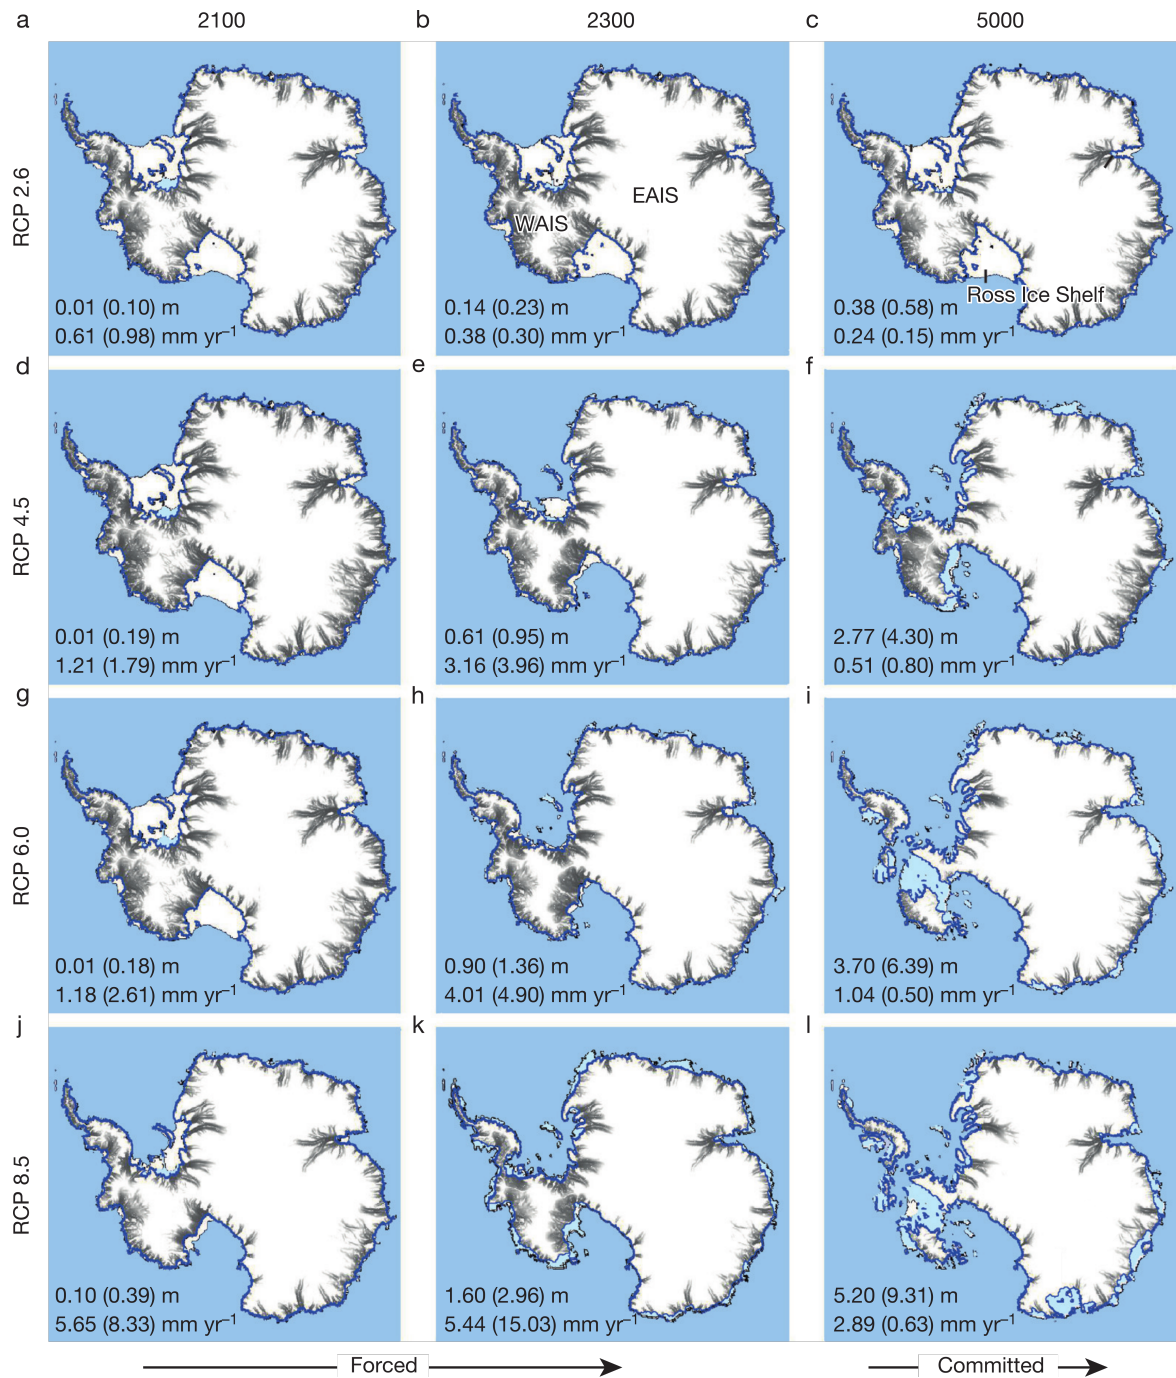 a 2100 b 2300 c 5000
RCP 2.6
WAIS
EAIS
Ross Ice Shelf
0.01 (0.10) m
0.61 (0.98) mm yr⁻¹
0.14 (0.23) m
0.38 (0.30) mm yr⁻¹
0.38 (0.58) m
0.24 (0.15) mm yr⁻¹
d e f
RCP 4.5
0.01 (0.19) m
1.21 (1.79) mm yr⁻¹
0.61 (0.95) m
3.16 (3.96) mm yr⁻¹
2.77 (4.30) m
0.51 (0.80) mm yr⁻¹
g h i
RCP 6.0
0.01 (0.18) m
1.18 (2.61) mm yr⁻¹
0.90 (1.36) m
4.01 (4.90) mm yr⁻¹
3.70 (6.39) m
1.04 (0.50) mm yr⁻¹
j k l
RCP 8.5
0.10 (0.39) m
5.65 (8.33) mm yr⁻¹
1.60 (2.96) m
5.44 (15.03) mm yr⁻¹
5.20 (9.31) m
2.89 (0.63) mm yr⁻¹
Forced
Committed